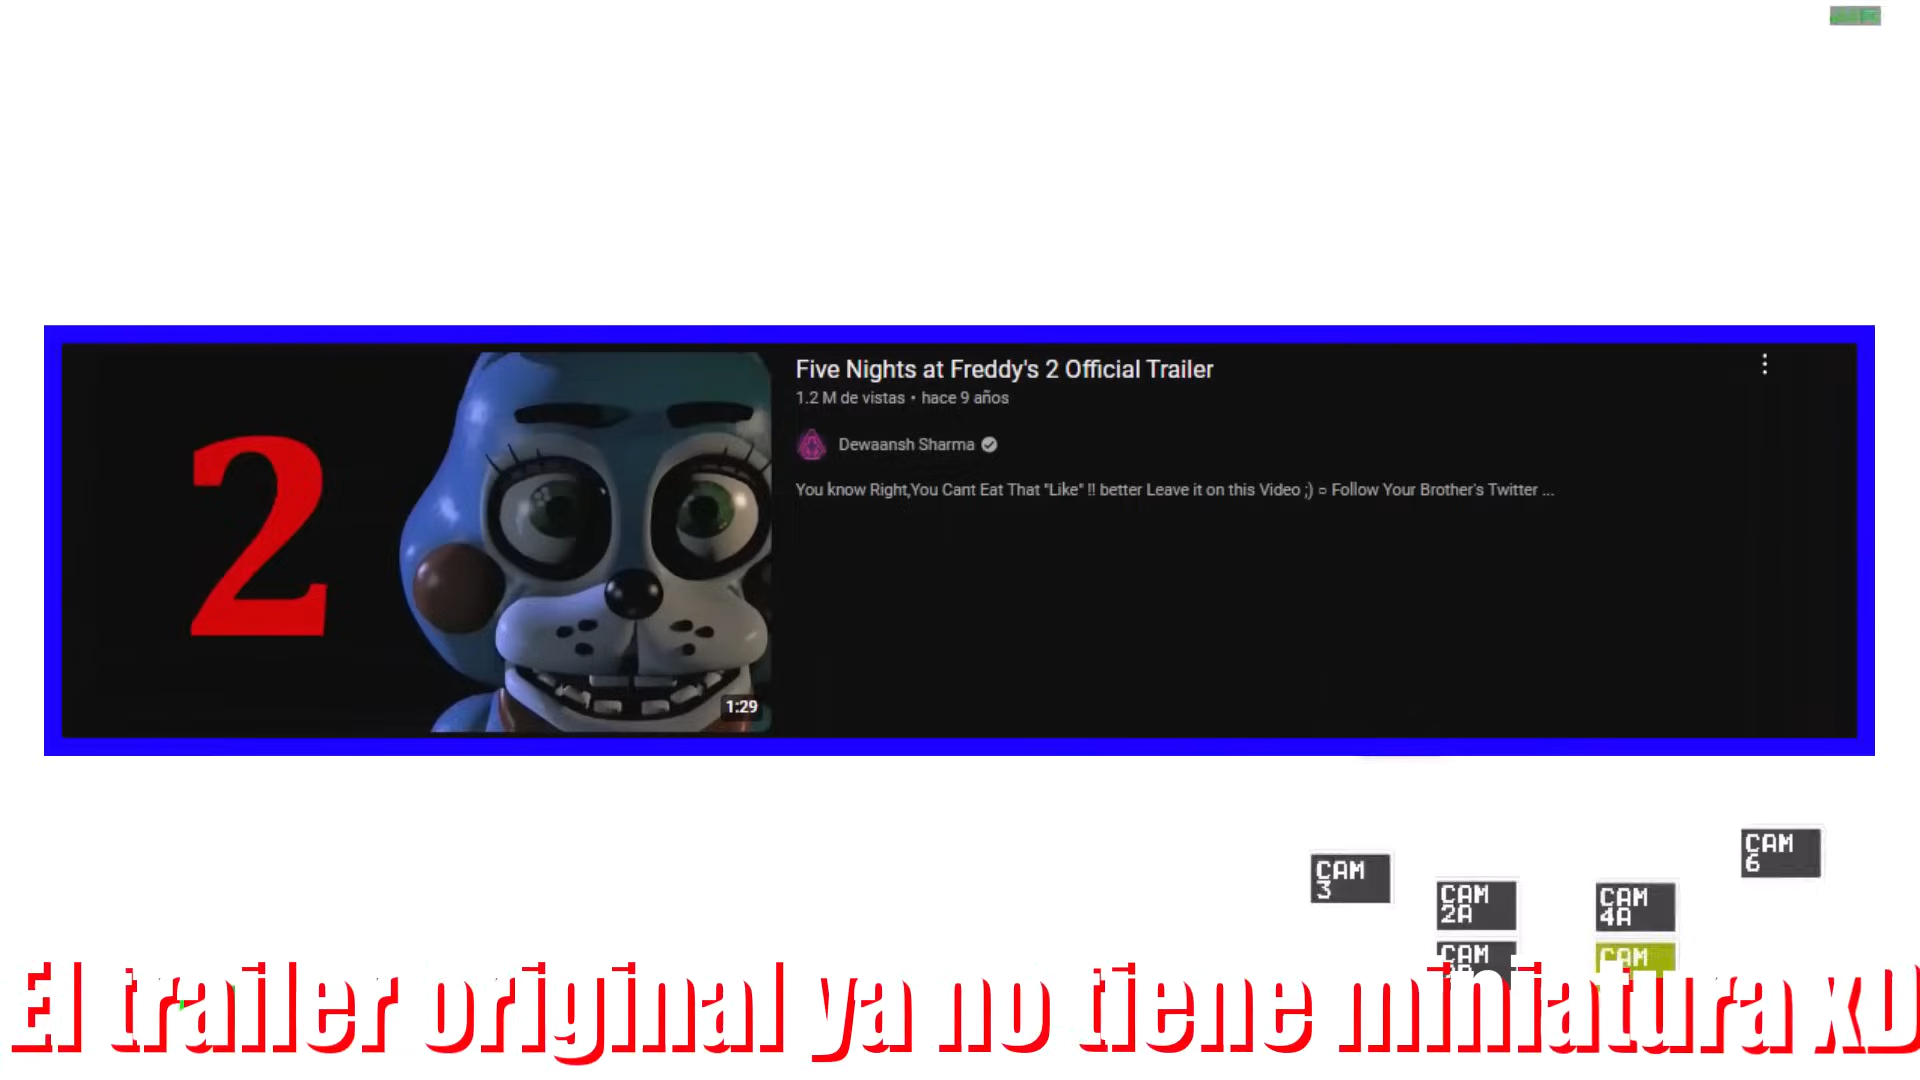 Five Nights at Freddy's 2 Official Trailer
1.2 M de vistas • hace 9 años
Dewaansh Sharma
You know Right,You Cant Eat That "Like" !! better Leave it on this Video ;) ▫ Follow Your Brother's Twitter ...
2
1:29
CAM
6
CAM
3
CAM
2A
CAM
4A
CAM
CAM
El trailer original ya no tiene miniatura xD